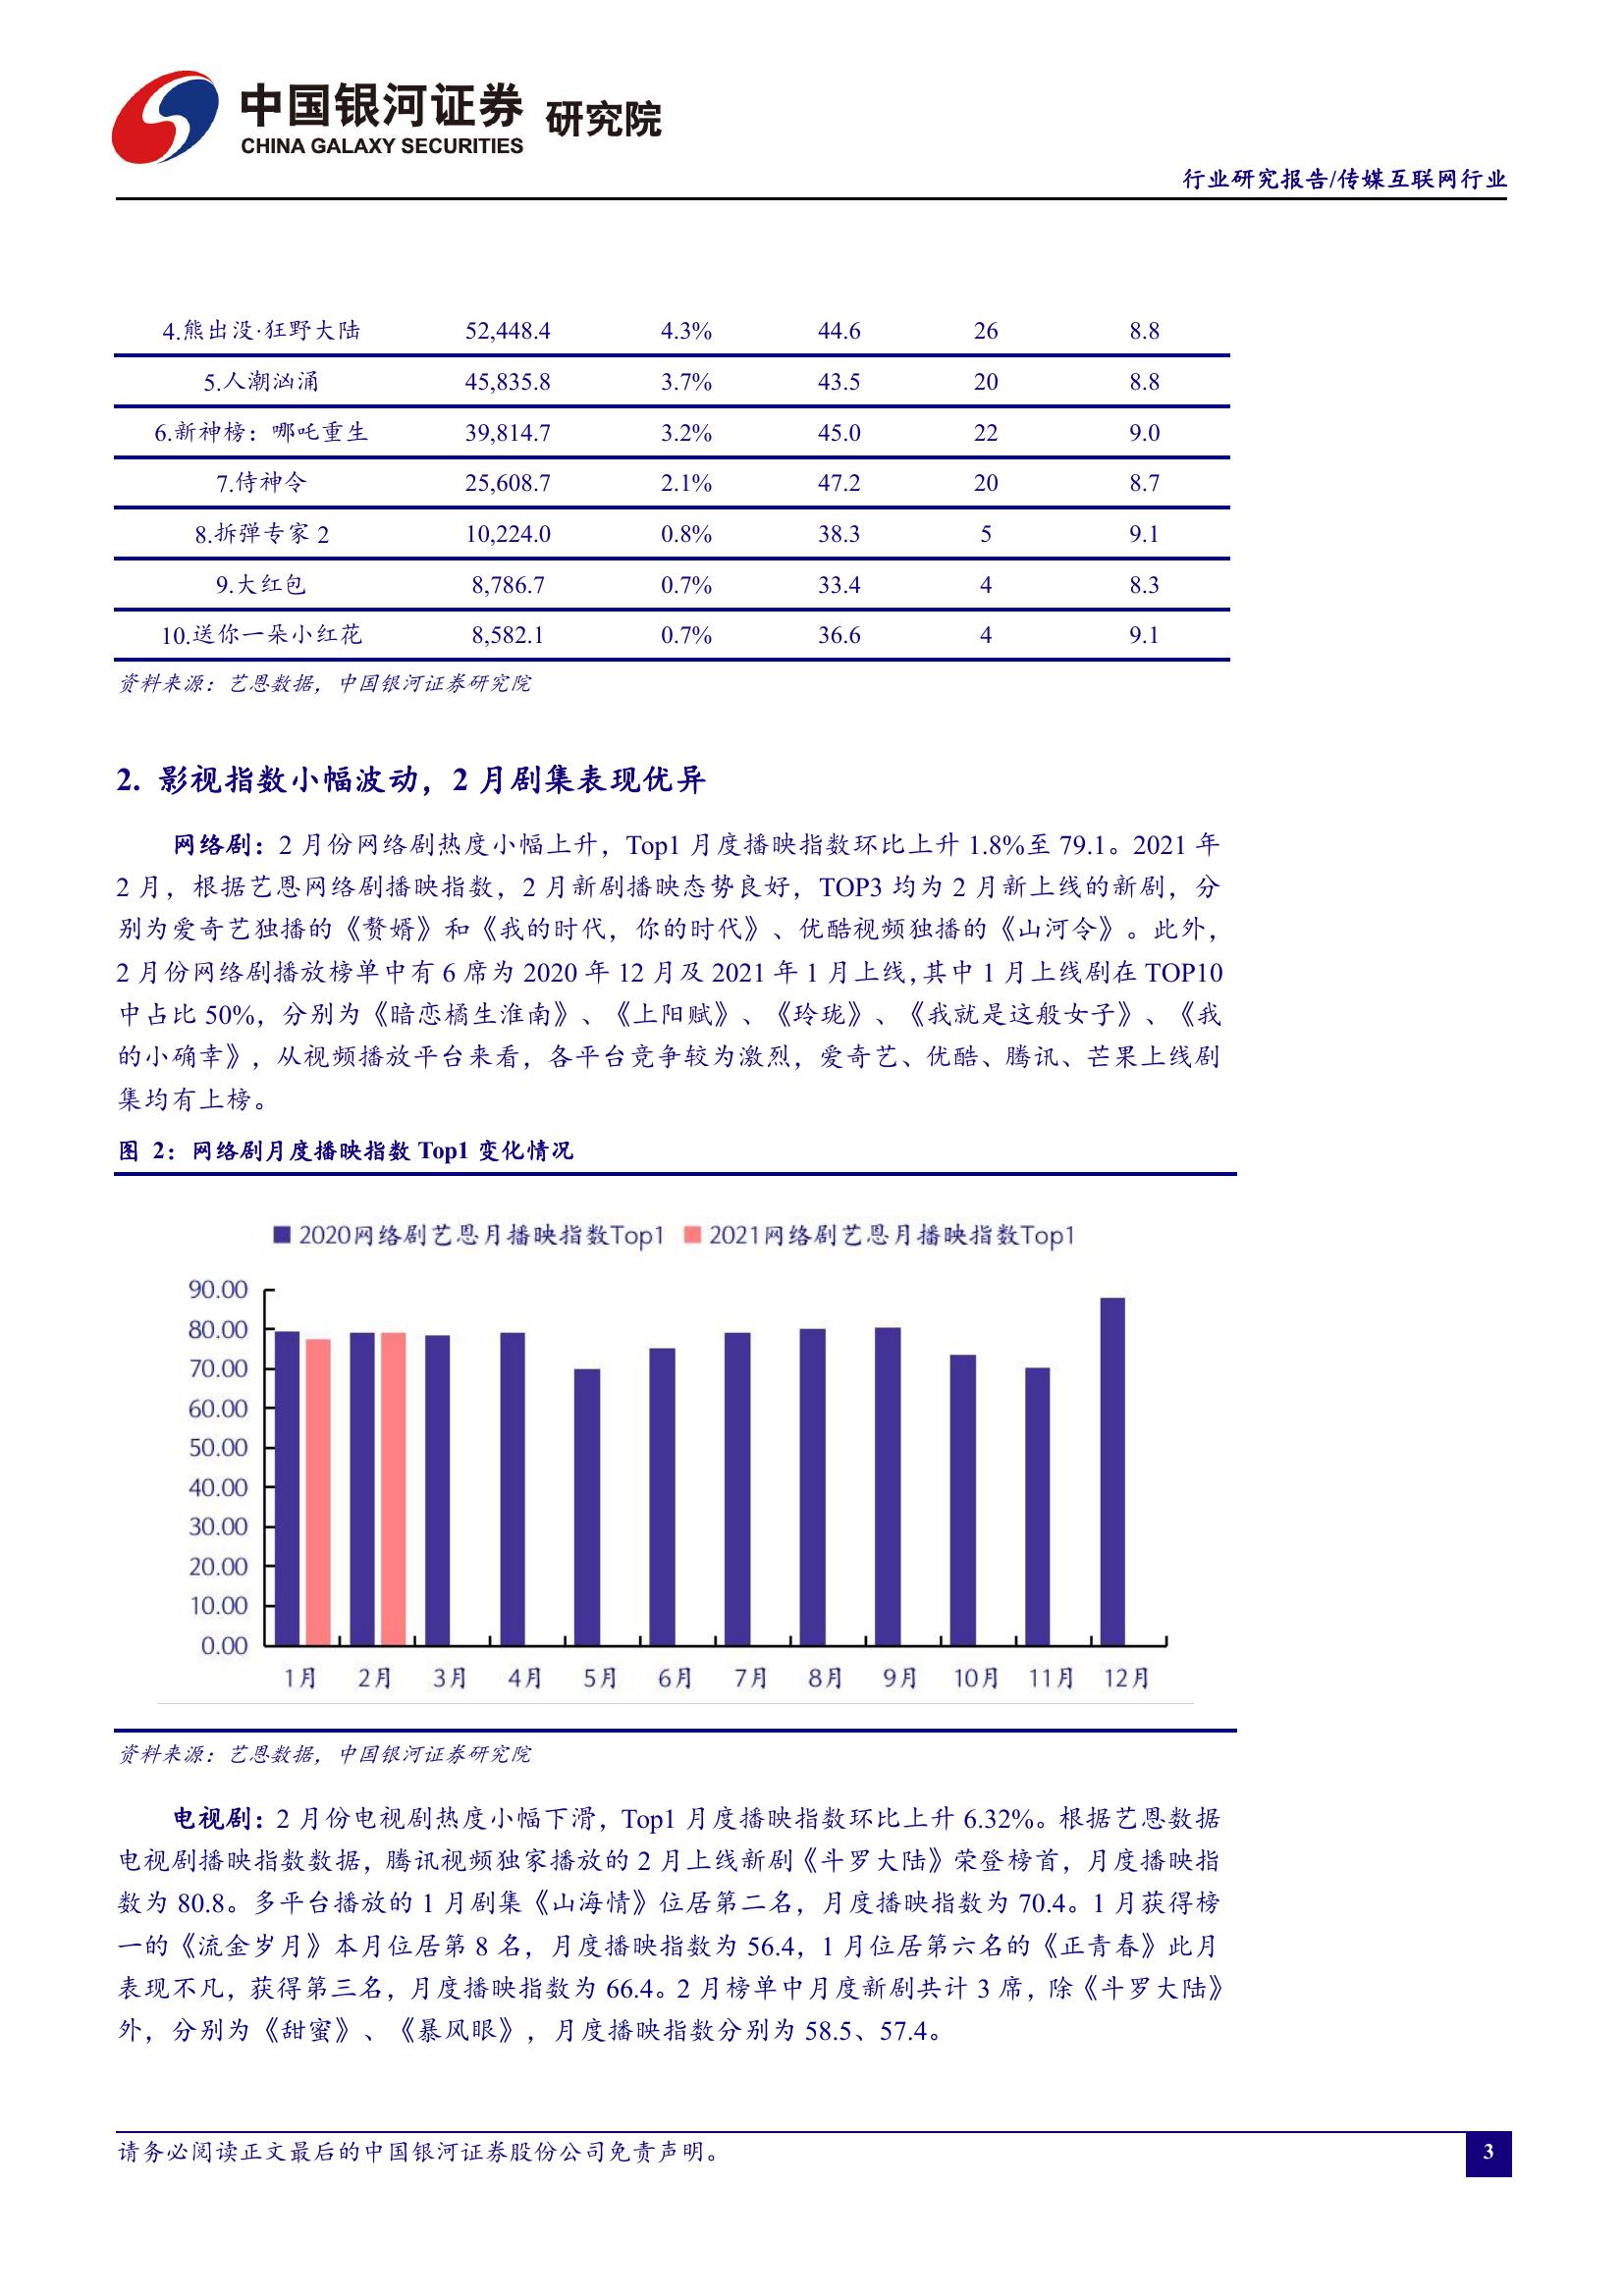 中国银河证券 研究院
CHINA GALAXY SECURITIES
行业研究报告/传媒互联网行业
4.熊出没·狂野大陆 52,448.4 4.3% 44.6 26 8.8
5.人潮汹涌 45,835.8 3.7% 43.5 20 8.8
6.新神榜：哪吒重生 39,814.7 3.2% 45.0 22 9.0
7.侍神令 25,608.7 2.1% 47.2 20 8.7
8.拆弹专家 2 10,224.0 0.8% 38.3 5 9.1
9.大红包 8,786.7 0.7% 33.4 4 8.3
10.送你一朵小红花 8,582.1 0.7% 36.6 4 9.1
资料来源：艺恩数据，中国银河证券研究院
2. 影视指数小幅波动，2 月剧集表现优异
网络剧：2 月份网络剧热度小幅上升，Top1 月度播映指数环比上升 1.8%至 79.1。2021 年
2 月，根据艺恩网络剧播映指数，2 月新剧播映态势良好，TOP3 均为 2 月新上线的新剧，分
别为爱奇艺独播的《赘婿》和《我的时代，你的时代》、优酷视频独播的《山河令》。此外，
2 月份网络剧播放榜单中有 6 席为 2020 年 12 月及 2021 年 1 月上线，其中 1 月上线剧在 TOP10
中占比 50%，分别为《暗恋橘生淮南》、《上阳赋》、《玲珑》、《我就是这般女子》、《我
的小确幸》，从视频播放平台来看，各平台竞争较为激烈，爱奇艺、优酷、腾讯、芒果上线剧
集均有上榜。
图 2：网络剧月度播映指数 Top1 变化情况
2020网络剧艺恩月播映指数Top1 2021网络剧艺恩月播映指数Top1
90.00
80.00
70.00
60.00
50.00
40.00
30.00
20.00
10.00
0.00
1月 2月 3月 4月 5月 6月 7月 8月 9月 10月 11月 12月
资料来源：艺恩数据，中国银河证券研究院
电视剧：2 月份电视剧热度小幅下滑，Top1 月度播映指数环比上升 6.32%。根据艺恩数据
电视剧播映指数数据，腾讯视频独家播放的 2 月上线新剧《斗罗大陆》荣登榜首，月度播映指
数为 80.8。多平台播放的 1 月剧集《山海情》位居第二名，月度播映指数为 70.4。1 月获得榜
一的《流金岁月》本月位居第 8 名，月度播映指数为 56.4，1 月位居第六名的《正青春》此月
表现不凡，获得第三名，月度播映指数为 66.4。2 月榜单中月度新剧共计 3 席，除《斗罗大陆》
外，分别为《甜蜜》、《暴风眼》，月度播映指数分别为 58.5、57.4。
请务必阅读正文最后的中国银河证券股份公司免责声明。
3